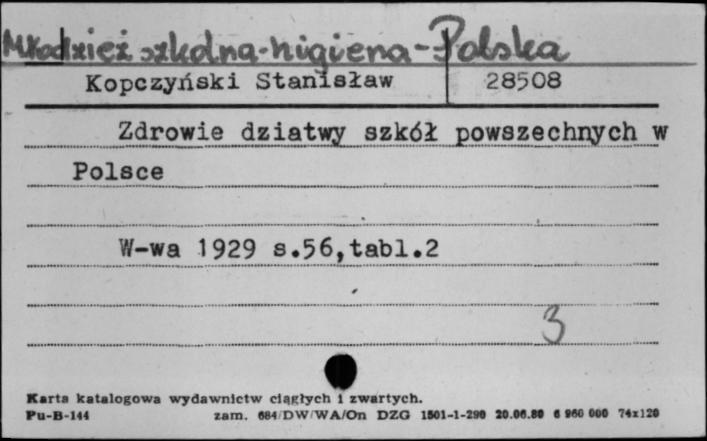 Młodzież szkolna-higiena-Polska
Kopczyński Stanisław 28508
Zdrowie dziatwy szkół powszechnych w
Polsce
W-wa 1929 s.56,tabl.2
3
Karta katalogowa wydawnictw ciągłych i zwartych.
Pu-B-144 zam. 684/DW/WA/On DZG 1501-1-290 20.06.80 6 960 000 74x120